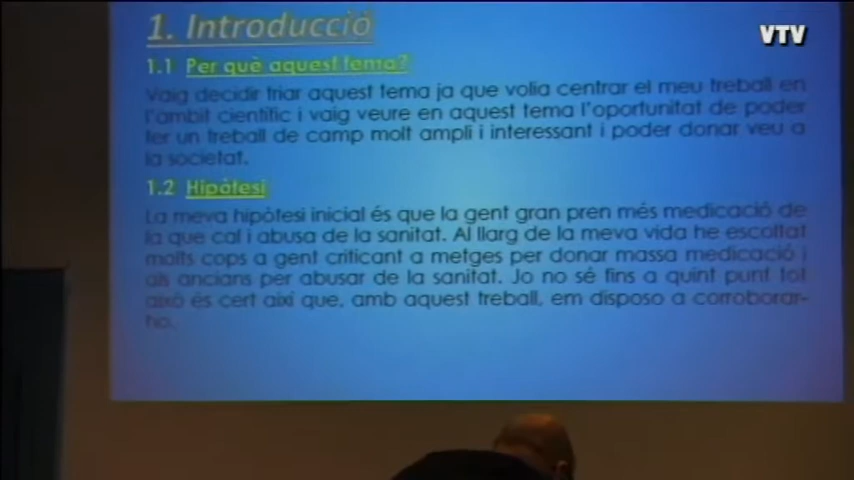 VTV
1. Introducció
1.1 Per què aquest tema?
Vaig decidir triar aquest tema ja que volia centrar el meu treball en
l'àmbit científic i vaig veure en aquest tema l'oportunitat de poder
fer un treball de camp molt ampli i interessant i poder donar veu a
la societat.
1.2 Hipòtesi
La meva hipòtesi inicial és que la gent gran pren més medicació de
la que cal i abusa de la sanitat. Al llarg de la meva vida he escoltat
molts cops a gent criticant a metges per donar massa medicació i
als ancians per abusar de la sanitat. Jo no sé fins a quint punt tot
això és cert així que, amb aquest treball, em disposo a corroborar-
ho.